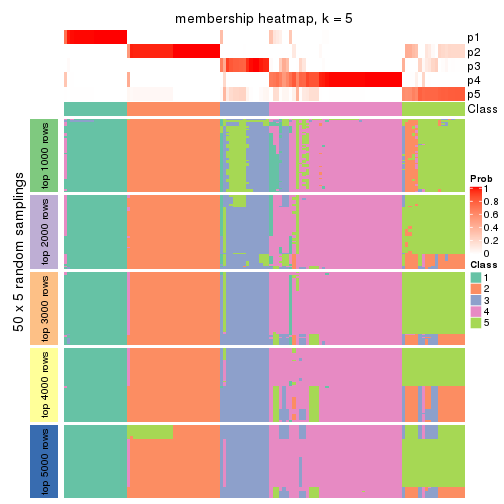 membership heatmap, k = 5
p1
p2
p3
p4
p5
Class
50 x 5 random samplings
top 1000 rows
top 2000 rows
top 3000 rows
top 4000 rows
top 5000 rows
Prob
1
0.8
0.6
0.4
0.2
0
Class
1
2
3
4
5